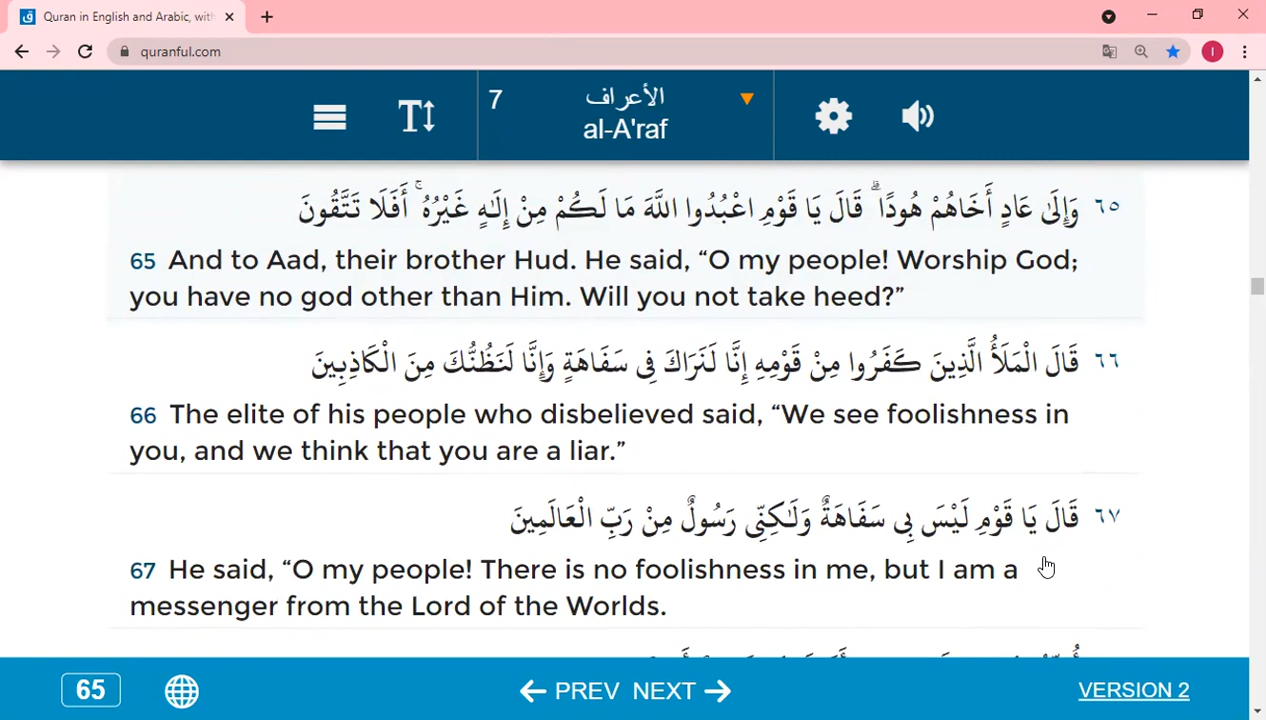 Quran in English and Arabic, with
quranful.com
I
7
الأعراف
al-A'raf
٦٥ وَإِلَىٰ عَادٍ أَخَاهُمْ هُودًا ۗ قَالَ يَا قَوْمِ اعْبُدُوا اللَّهَ مَا لَكُمْ مِنْ إِلَـٰهٍ غَيْرُهُ ۚ أَفَلَا تَتَّقُونَ
65 And to Aad, their brother Hud. He said, “O my people! Worship God;
you have no god other than Him. Will you not take heed?”
٦٦ قَالَ الْمَلَأُ الَّذِينَ كَفَرُوا مِنْ قَوْمِهِ إِنَّا لَنَرَاكَ فِي سَفَاهَةٍ وَإِنَّا لَنَظُنُّكَ مِنَ الْكَاذِبِينَ
66 The elite of his people who disbelieved said, “We see foolishness in
you, and we think that you are a liar.”
٦٧ قَالَ يَا قَوْمِ لَيْسَ بِي سَفَاهَةٌ وَلَـٰكِنِّي رَسُولٌ مِنْ رَبِّ الْعَالَمِينَ
67 He said, “O my people! There is no foolishness in me, but I am a
messenger from the Lord of the Worlds.
65
PREV NEXT
VERSION 2